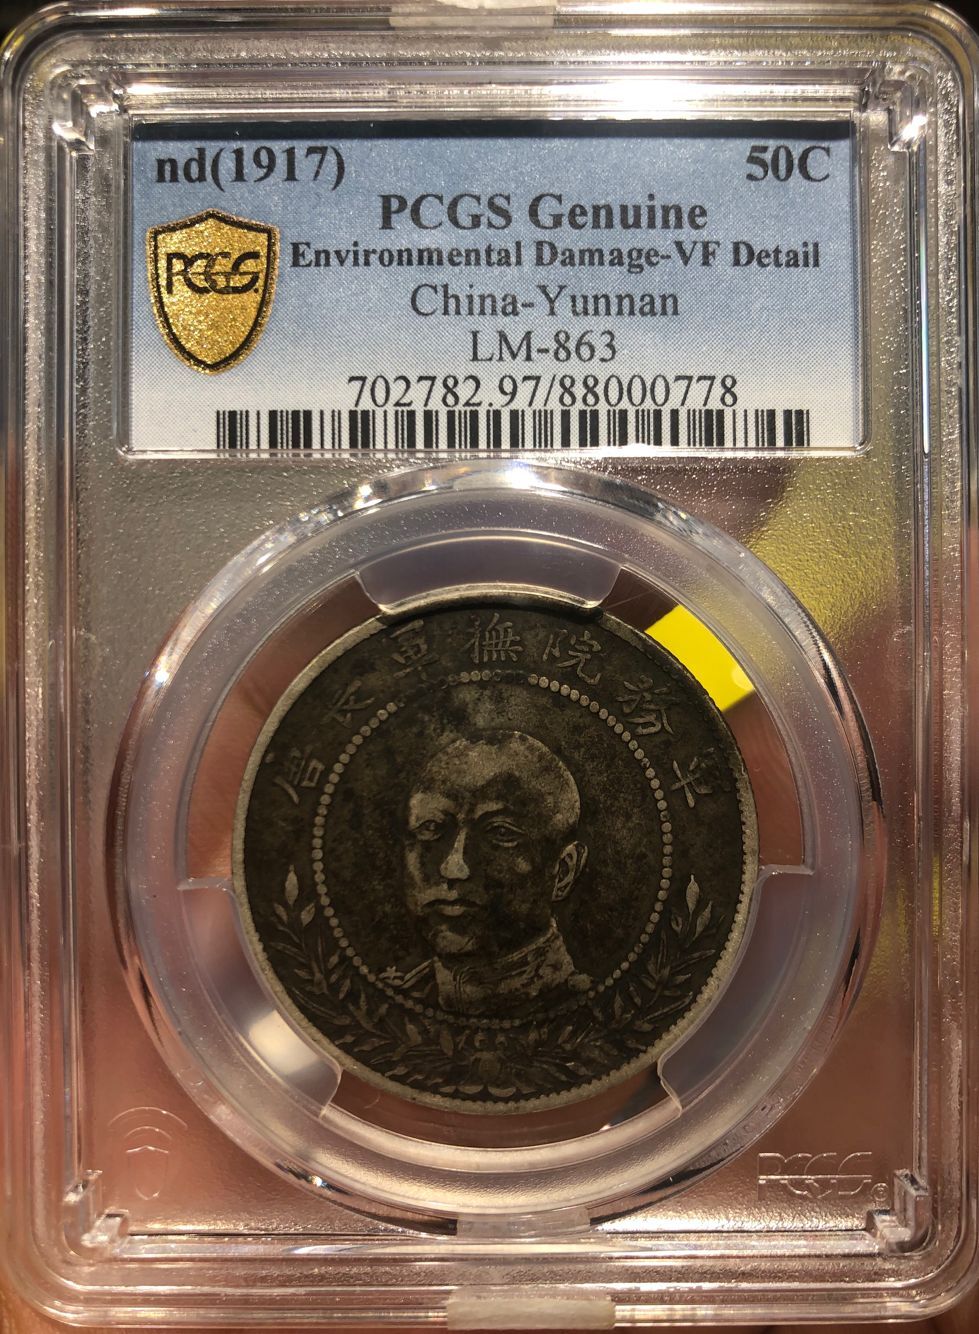 nd(1917) 50C
PCGS Genuine
PCGS
Environmental Damage-VF Detail
China-Yunnan
LM-863
702782.97/88000778
軍務院撫軍長唐
PCGS